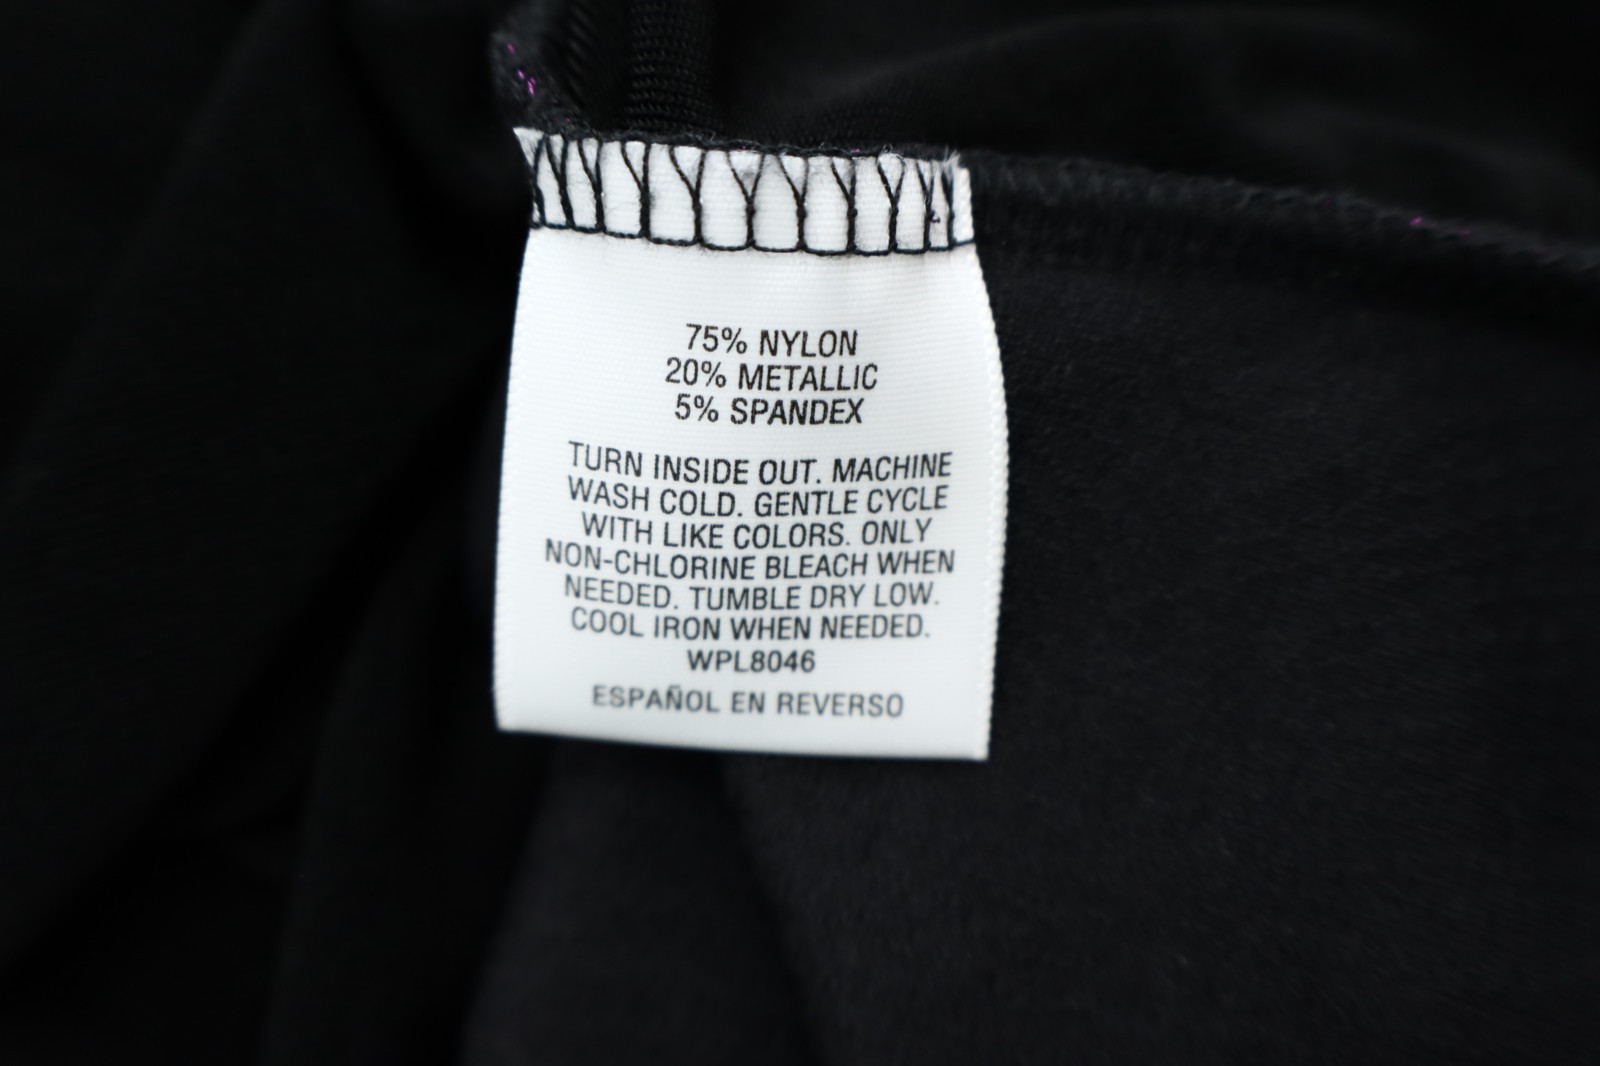 75% NYLON
20% METALLIC
5% SPANDEX
TURN INSIDE OUT. MACHINE
WASH COLD. GENTLE CYCLE
WITH LIKE COLORS. ONLY
NON-CHLORINE BLEACH WHEN
NEEDED. TUMBLE DRY LOW.
COOL IRON WHEN NEEDED.
WPL8046
ESPAÑOL EN REVERSO